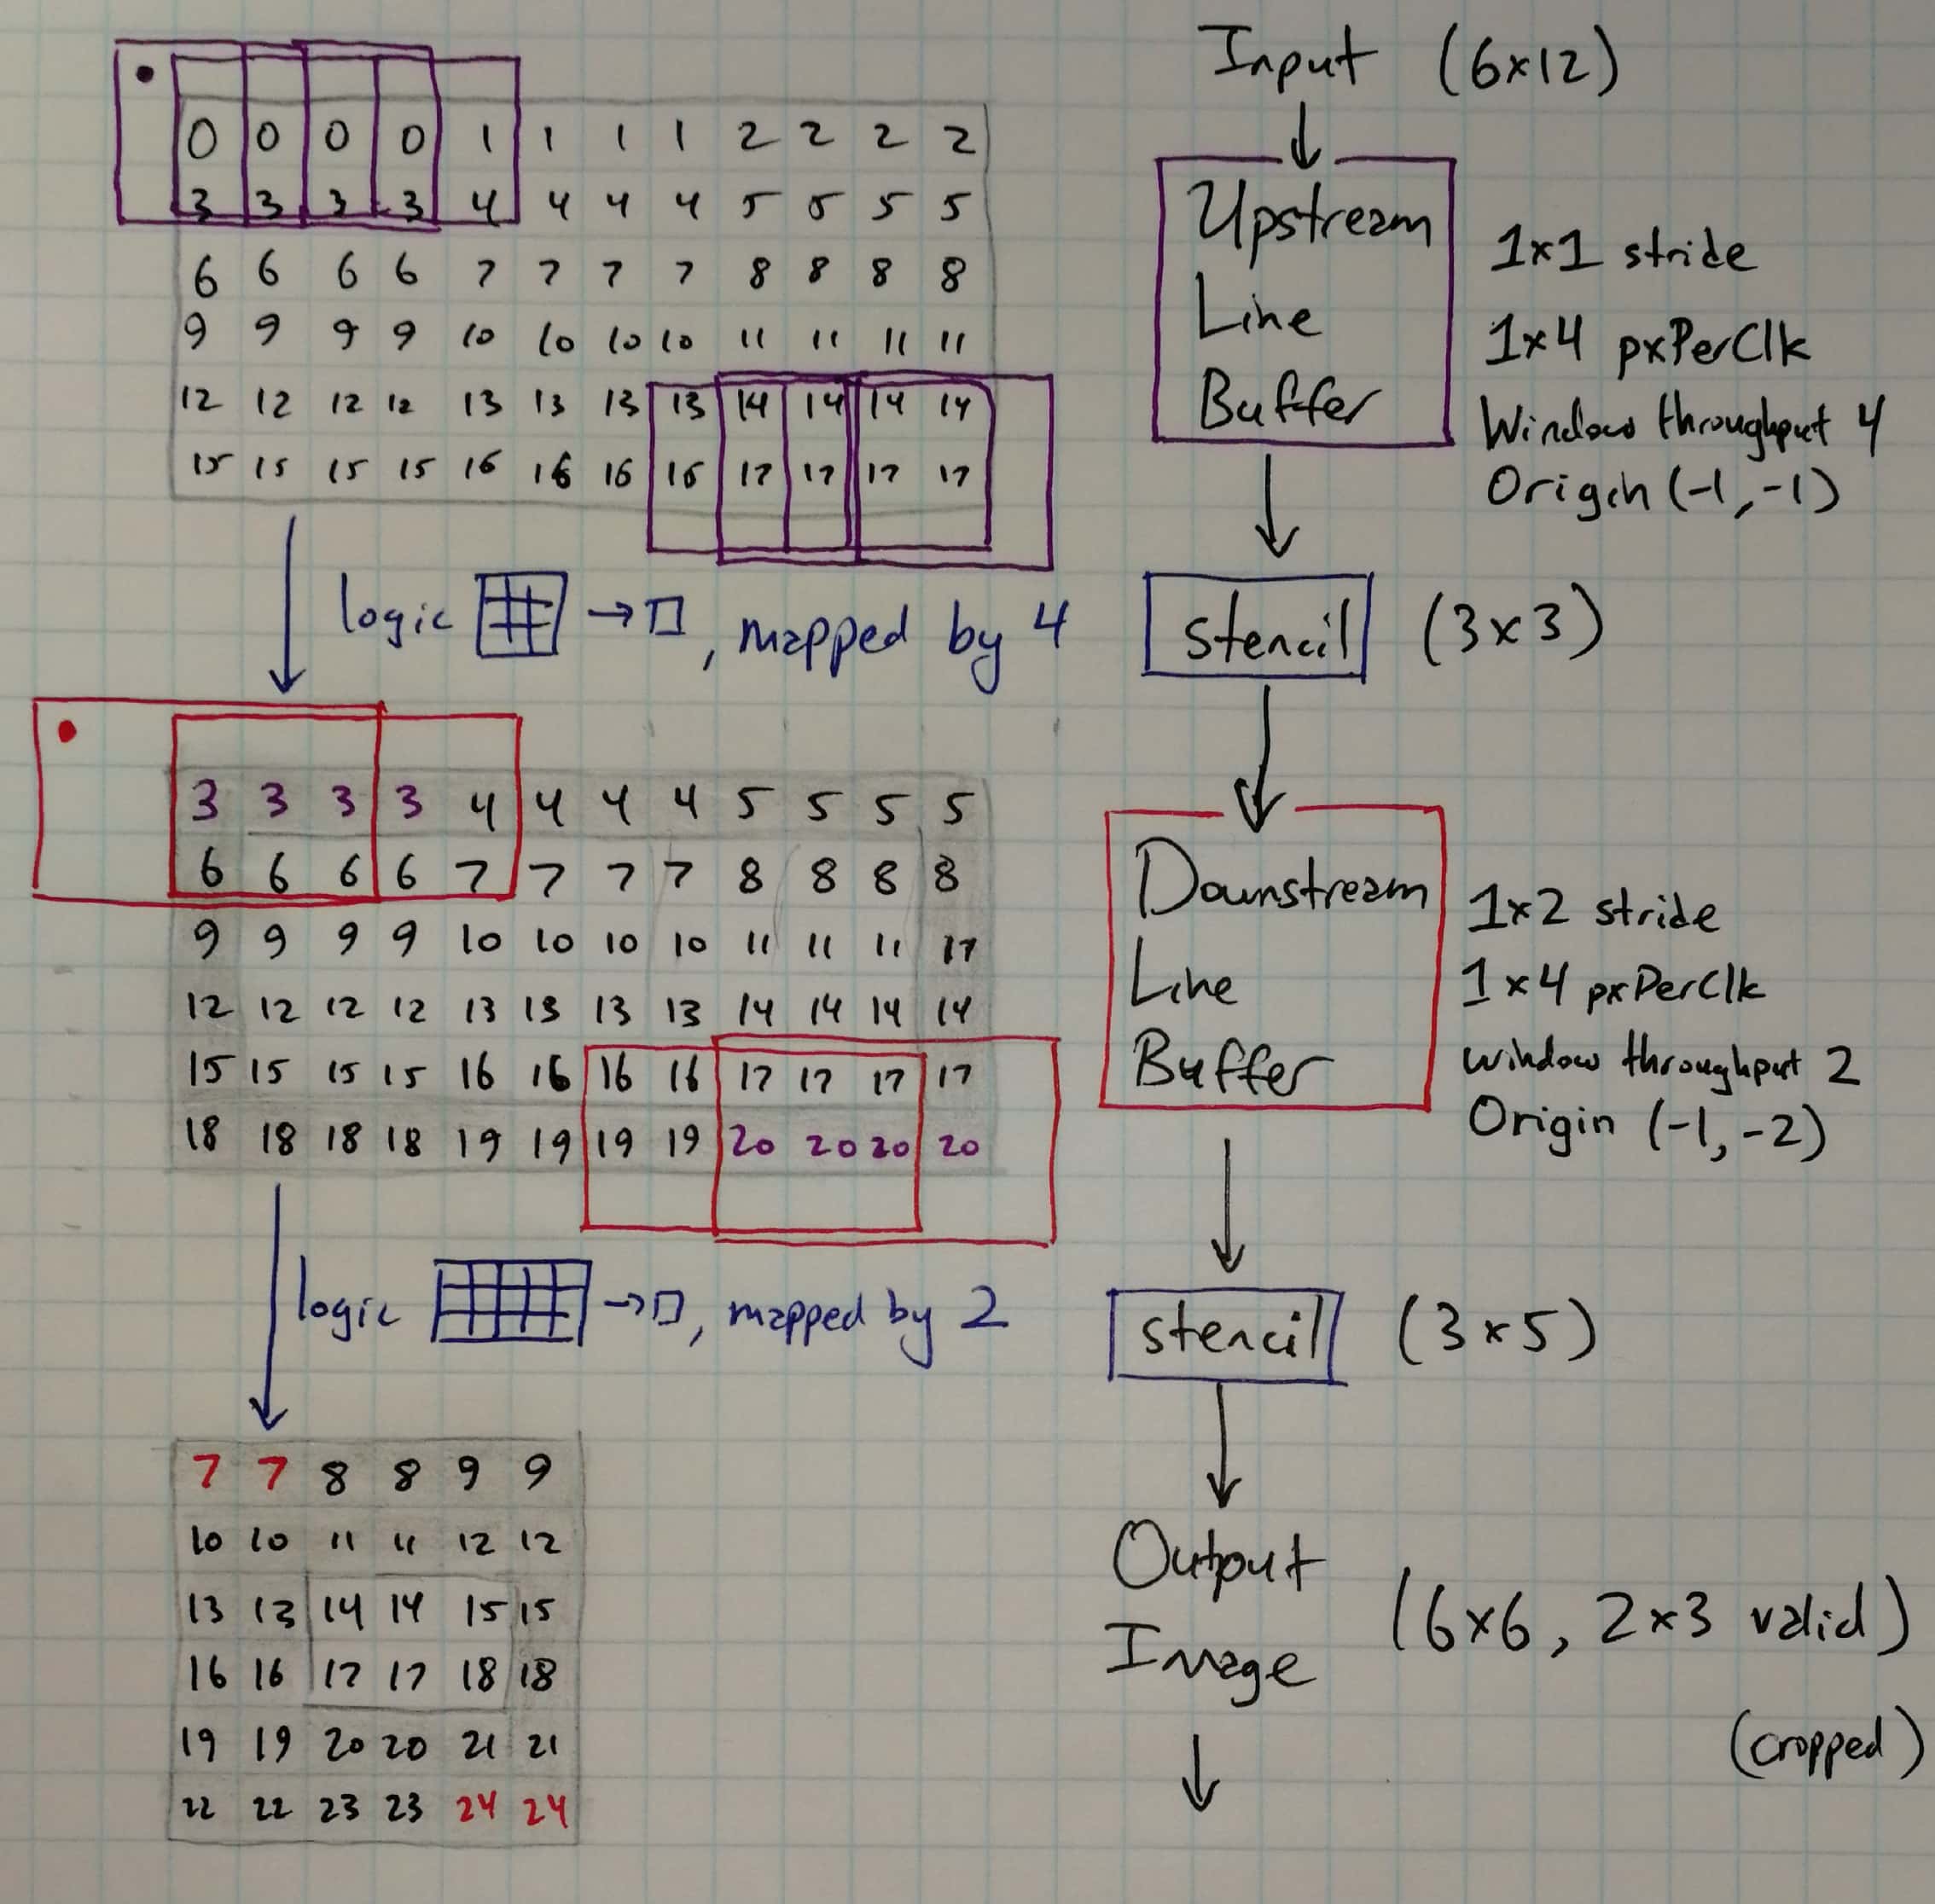 0 0 0 0 1 1 1 1 2 2 2 2
3 3 3 3 4 4 4 4 5 5 5 5
6 6 6 6 7 7 7 7 8 8 8 8
9 9 9 9 10 10 10 10 11 11 11 11
12 12 12 12 13 13 13 13 14 14 14 14
15 15 15 15 16 16 16 16 17 17 17 17
logic → , mapped by 4
3 3 3 3 4 4 4 4 5 5 5 5
6 6 6 6 7 7 7 7 8 8 8 8
9 9 9 9 10 10 10 10 11 11 11 17
12 12 12 12 13 13 13 13 14 14 14 14
15 15 15 15 16 16 16 16 17 17 17 17
18 18 18 18 19 19 19 19 20 20 20 20
logic → , mapped by 2
7 7 8 8 9 9
10 10 11 11 12 12
13 13 14 14 15 15
16 16 17 17 18 18
19 19 20 20 21 21
22 22 23 23 24 24
Input (6x12)
Upstream
Line
Buffer
1x1 stride
1x4 pxPerClk
Window throughput 4
Origin (-1,-1)
stencil (3x3)
Downstream
Line
Buffer
1x2 stride
1x4 pxPerClk
window throughput 2
Origin (-1,-2)
stencil (3x5)
Output
Image
(6x6, 2x3 valid)
(cropped)